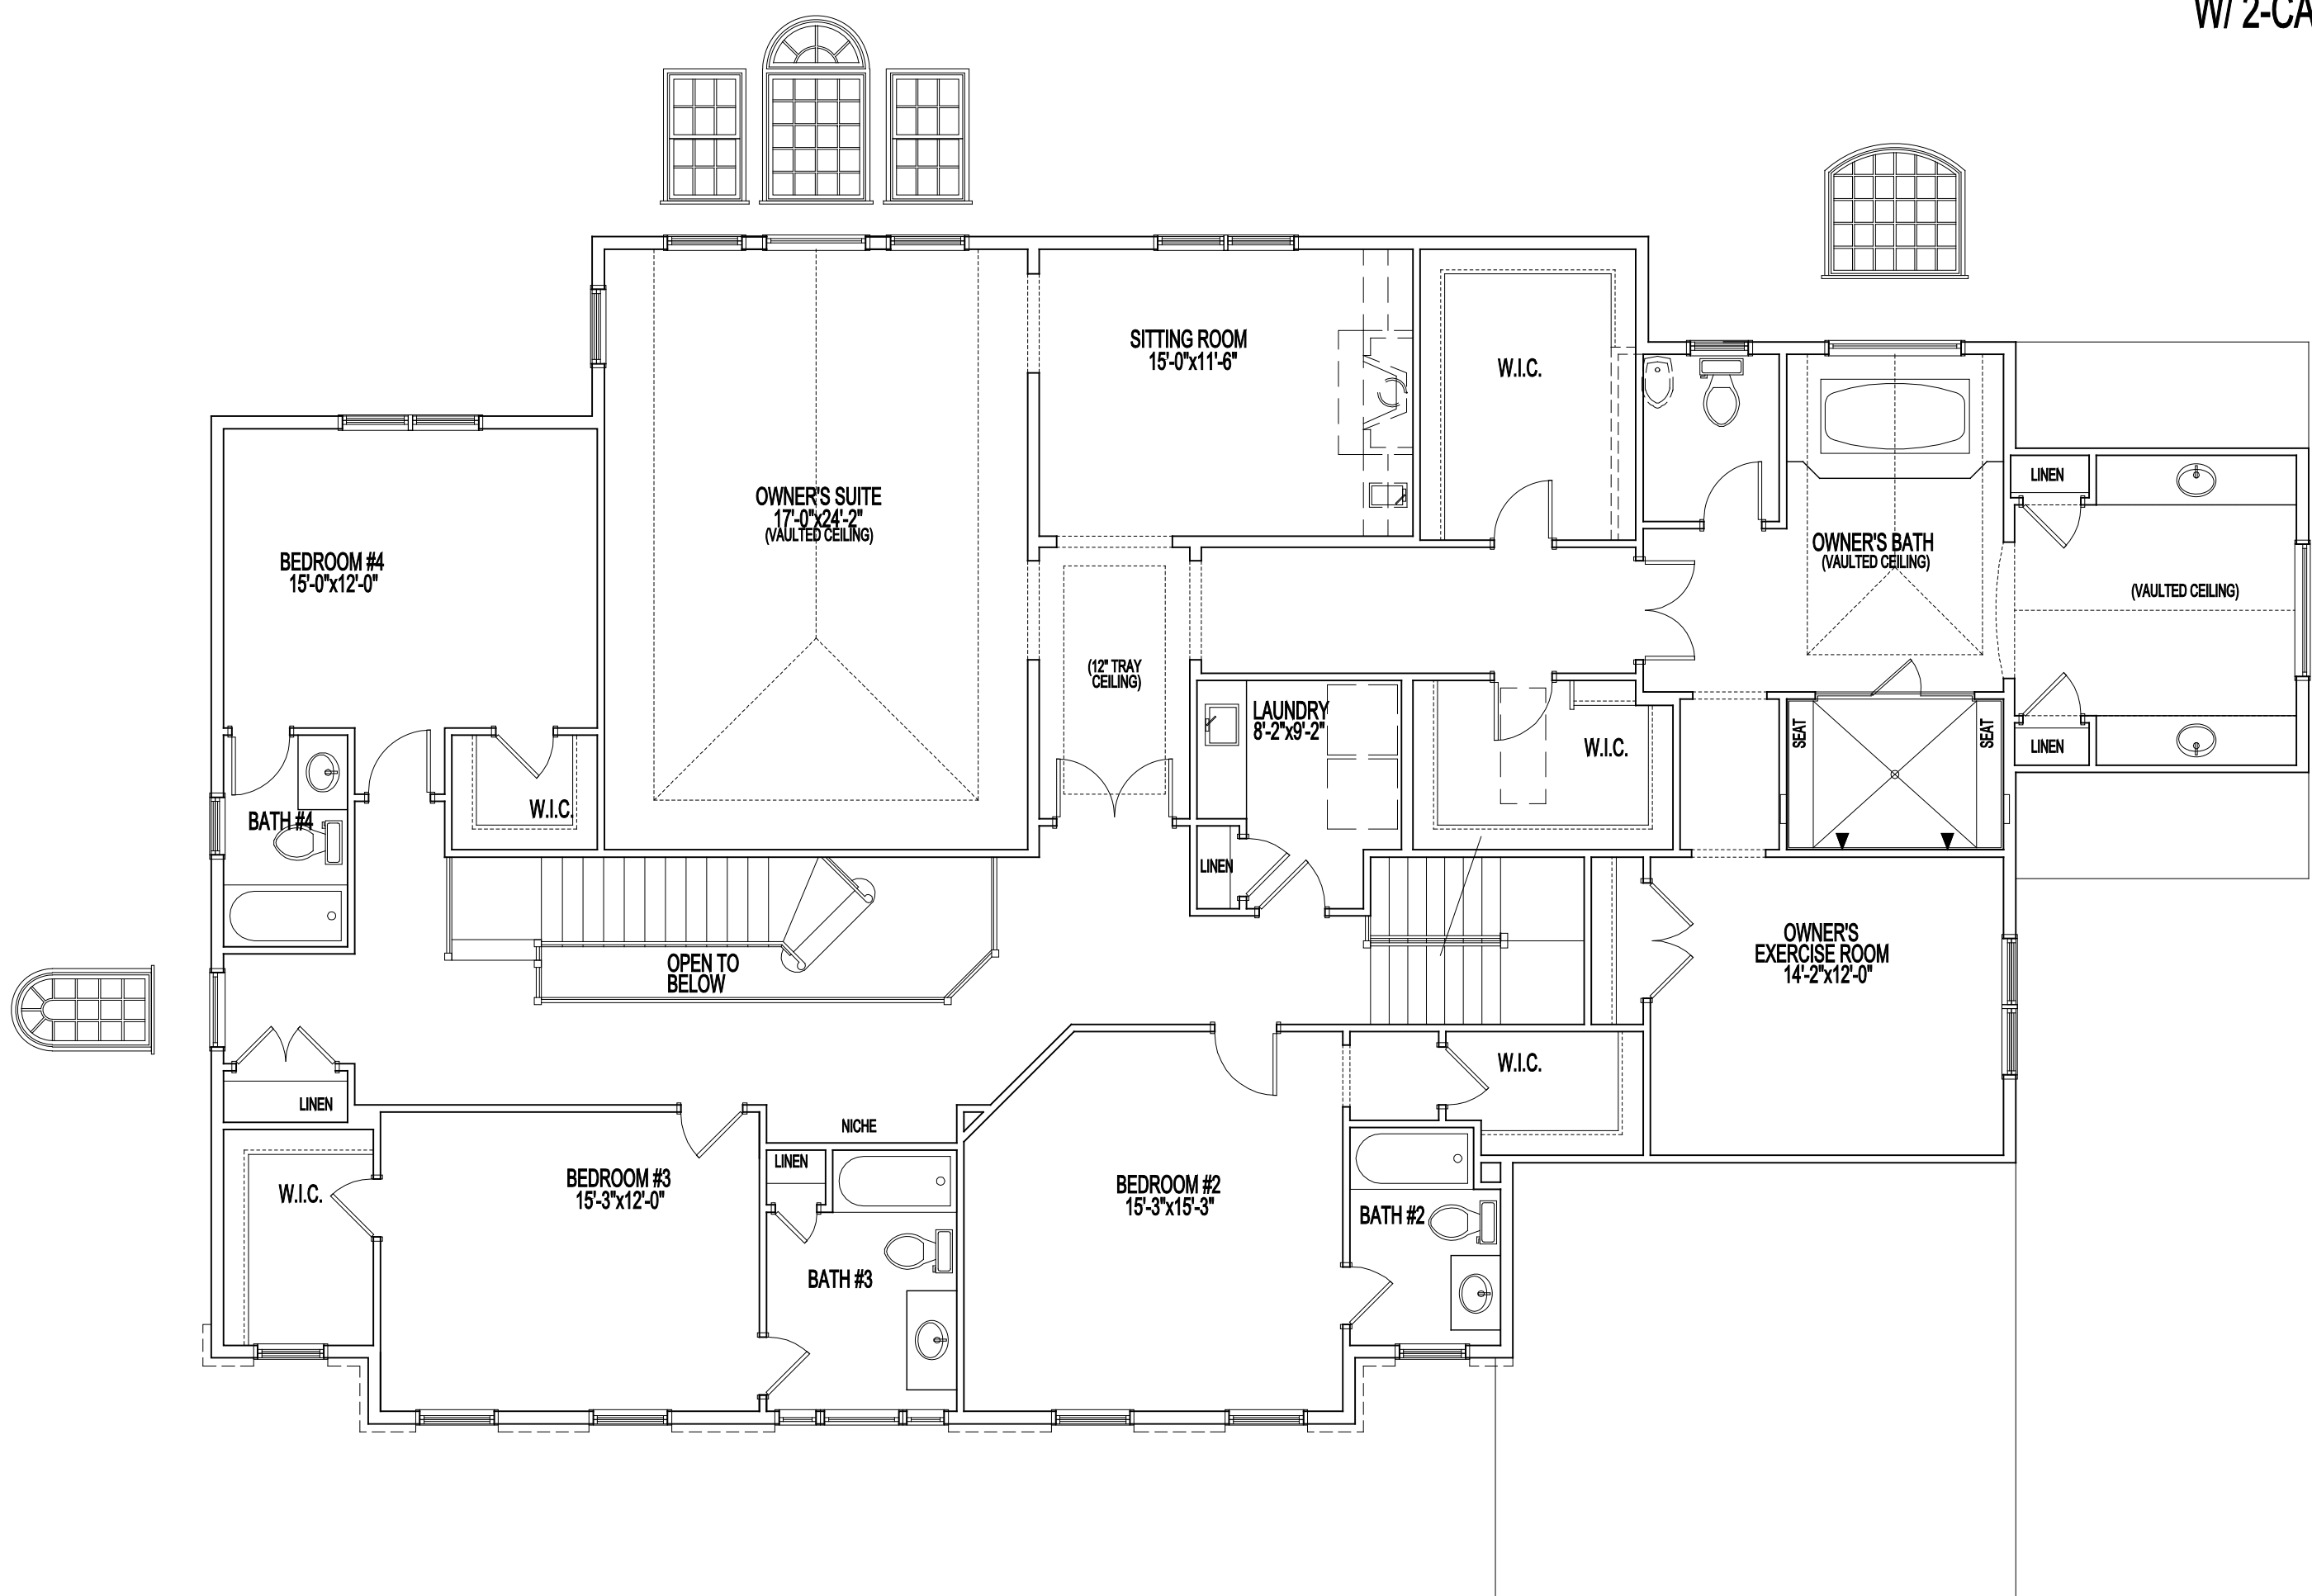 W/ 2-CA
SITTING ROOM
15'-0"x11'-6"
W.I.C.
OWNER'S SUITE
17'-0"x24'-2"
(VAULTED CEILING)
BEDROOM #4
15'-0"x12'-0"
LINEN
OWNER'S BATH
(VAULTED CEILING)
(VAULTED CEILING)
(12" TRAY
CEILING)
LAUNDRY
8'-2"x9'-2"
W.I.C.
SEAT
SEAT
LINEN
W.I.C.
BATH #4
LINEN
OPEN TO
BELOW
OWNER'S
EXERCISE ROOM
14'-2"x12'-0"
W.I.C.
LINEN
NICHE
LINEN
W.I.C.
BEDROOM #3
15'-3"x12'-0"
BEDROOM #2
15'-3"x15'-3"
BATH #2
BATH #3